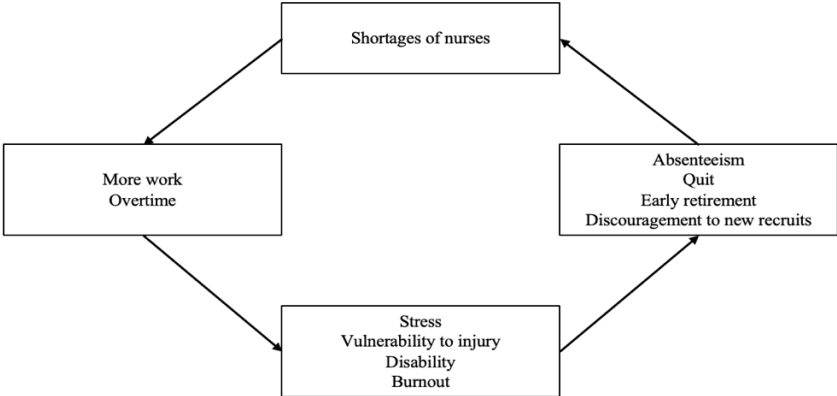 Shortages of nurses
More work
Overtime
Absenteeism
Quit
Early retirement
Discouragement to new recruits
Stress
Vulnerability to injury
Disability
Burnout